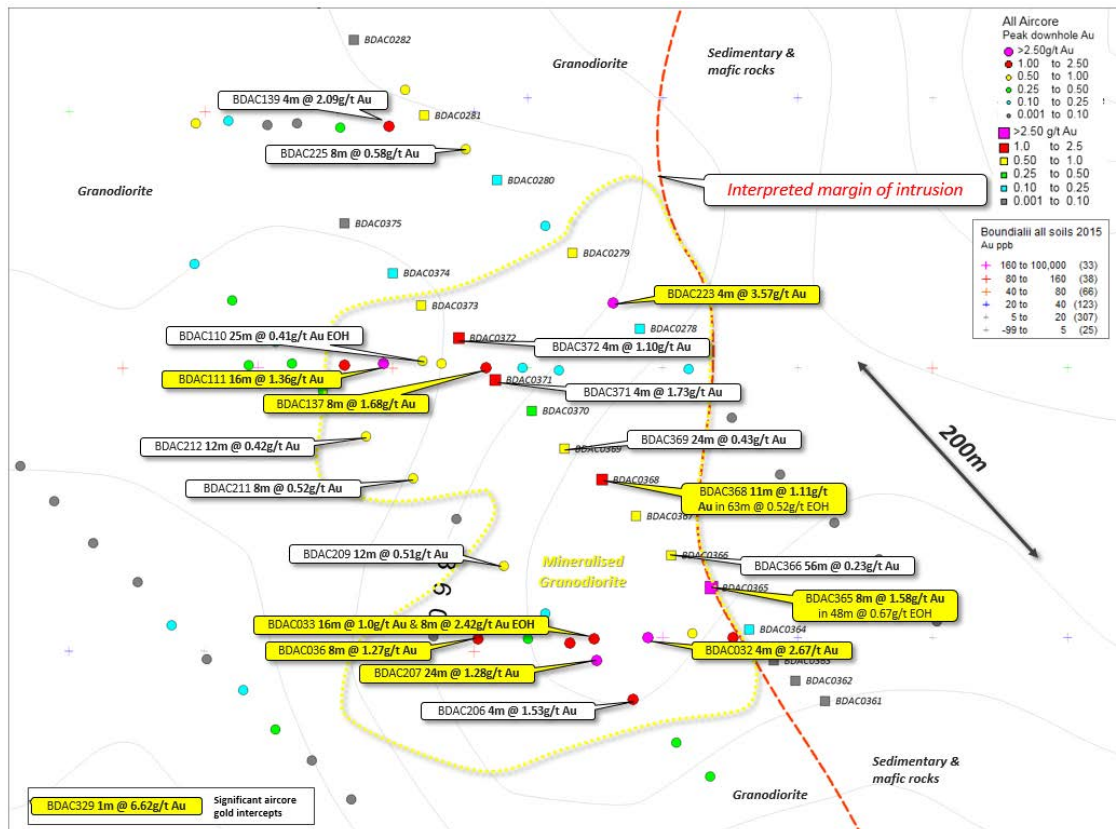 BDAC0282
Granodiorite
Sedimentary &
mafic rocks
All Aircore
Peak downhole Au
>2.50g/t Au
1.00 to 2.50
0.50 to 1.00
0.25 to 0.50
0.10 to 0.25
0.001 to 0.10
>2.50 g/t Au
1.0 to 2.5
0.50 to 1.0
0.25 to 0.50
0.10 to 0.25
0.001 to 0.10
BDAC139 4m @ 2.09g/t Au
BDAC0281
BDAC225 8m @ 0.58g/t Au
Granodiorite
BDAC0280
Interpreted margin of intrusion
BDAC0375
Boundialii all soils 2015
Au ppb
160 to 100,000 (33)
80 to 160 (38)
40 to 80 (66)
20 to 40 (123)
5 to 20 (307)
-99 to 5 (25)
BDAC0279
BDAC0374
BDAC223 4m @ 3.57g/t Au
BDAC0373
BDAC110 25m @ 0.41g/t Au EOH
BDAC0278
BDAC0372
BDAC372 4m @ 1.10g/t Au
BDAC111 16m @ 1.36g/t Au
BDAC0371
BDAC371 4m @ 1.73g/t Au
BDAC137 8m @ 1.68g/t Au
BDAC0370
200m
BDAC212 12m @ 0.42g/t Au
BDAC369 24m @ 0.43g/t Au
BDAC0369
BDAC211 8m @ 0.52g/t Au
BDAC0368
BDAC368 11m @ 1.11g/t
Au in 63m @ 0.52g/t EOH
BDAC0367
BDAC209 12m @ 0.51g/t Au
Mineralised
Granodiorite
BDAC0366
BDAC366 56m @ 0.23g/t Au
BDAC0365
BDAC365 8m @ 1.58g/t Au
in 48m @ 0.67g/t EOH
BDAC033 16m @ 1.0g/t Au & 8m @ 2.42g/t Au EOH
BDAC0364
BDAC036 8m @ 1.27g/t Au
BDAC032 4m @ 2.67g/t Au
BDAC0363
BDAC207 24m @ 1.28g/t Au
BDAC0362
BDAC206 4m @ 1.53g/t Au
BDAC0361
Sedimentary &
mafic rocks
Granodiorite
BDAC329 1m @ 6.62g/t Au
Significant aircore
gold intercepts